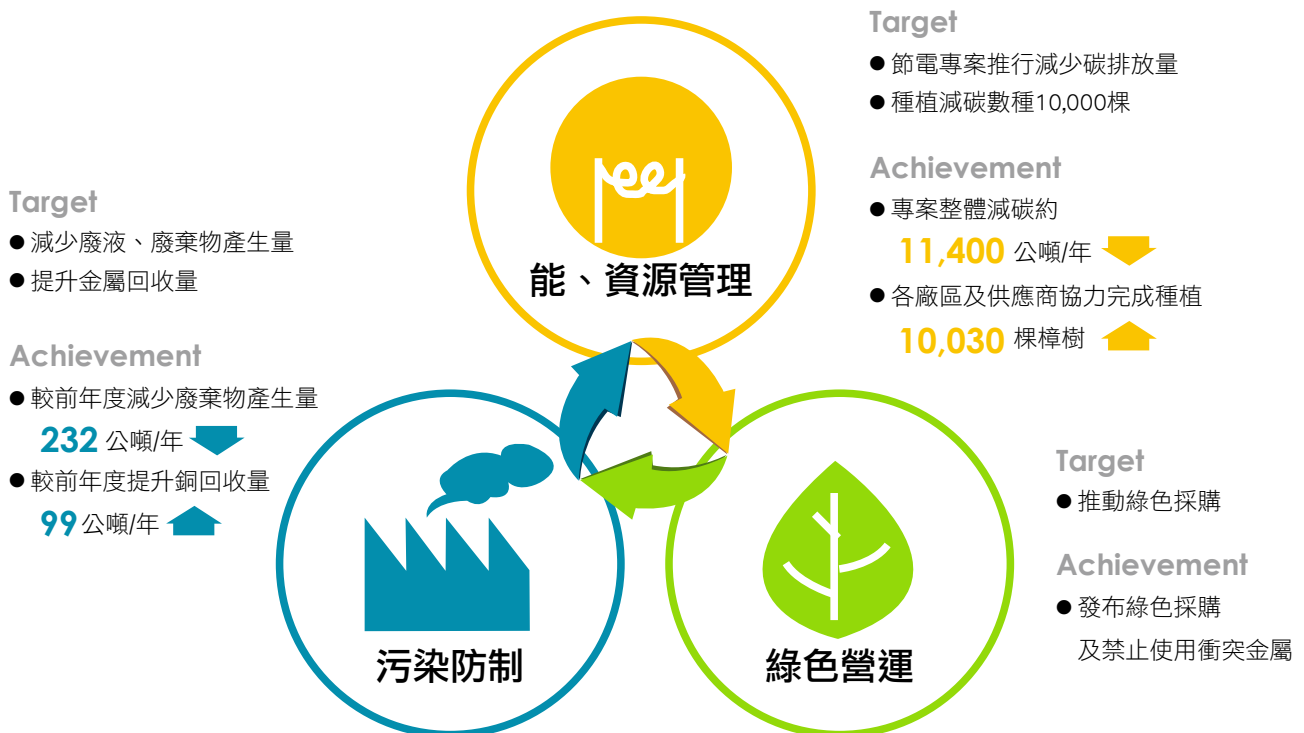 Target
● 節電專案推行減少碳排放量
● 種植減碳數種10,000棵
Achievement
● 專案整體減碳約
11,400 公噸/年
● 各廠區及供應商協力完成種植
10,030 棵樟樹
能、資源管理
Target
● 減少廢液、廢棄物產生量
● 提升金屬回收量
Achievement
● 較前年度減少廢棄物產生量
232 公噸/年
● 較前年度提升銅回收量
99 公噸/年
污染防制
Target
● 推動綠色採購
Achievement
● 發布綠色採購
及禁止使用衝突金屬
綠色營運